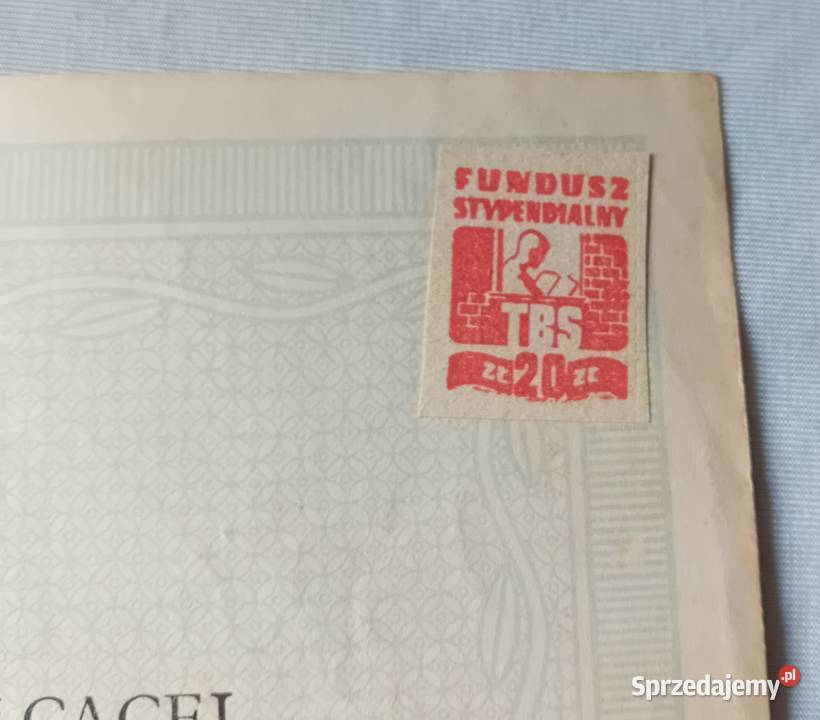 FUNDUSZ
STYPENDIALNY
TBS
zł 20 zł
Sprzedajemy.pl